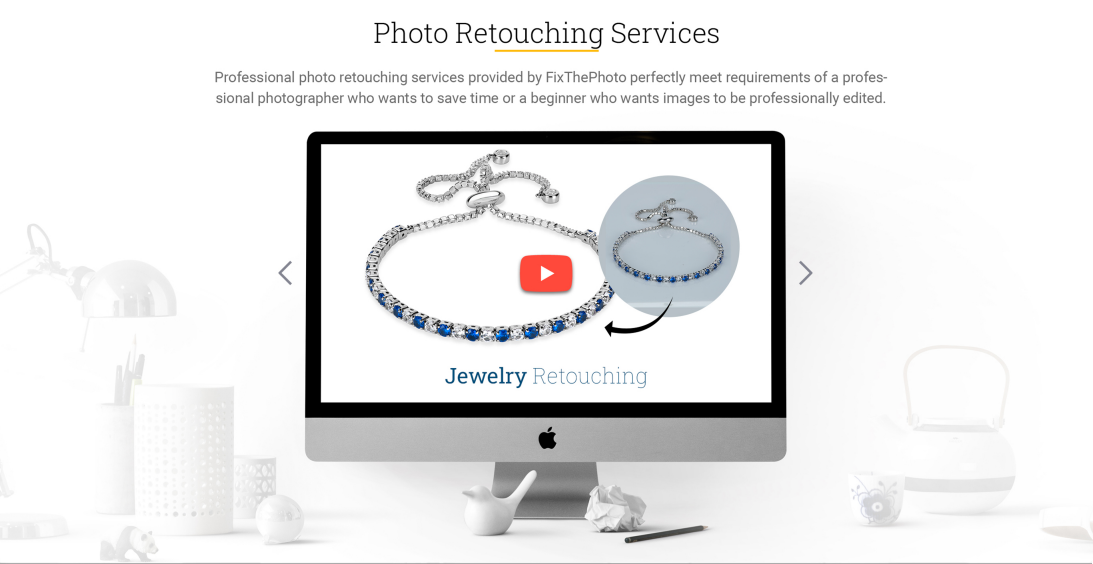 Photo Retouching Services
Professional photo retouching services provided by FixThePhoto perfectly meet requirements of a profes-
sional photographer who wants to save time or a beginner who wants images to be professionally edited.
Jewelry Retouching